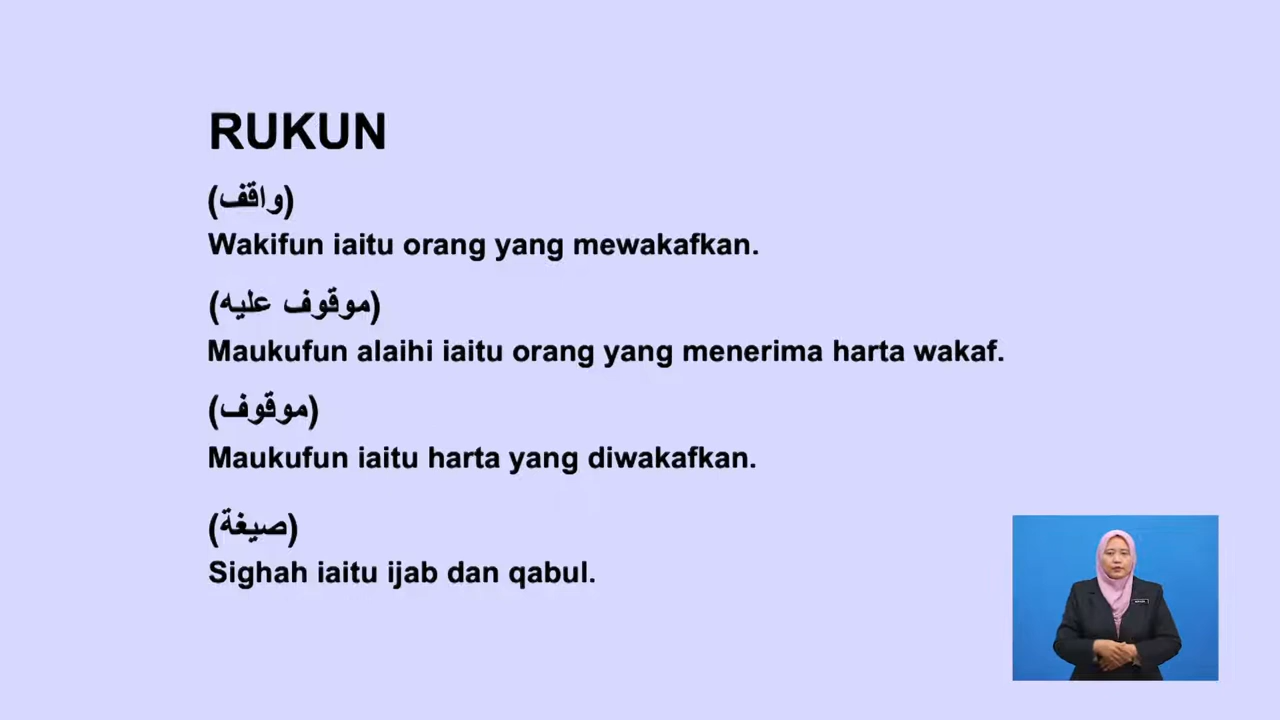 RUKUN
(واقف)
Wakifun iaitu orang yang mewakafkan.
(موقوف عليه)
Maukufun alaihi iaitu orang yang menerima harta wakaf.
(موقوف)
Maukufun iaitu harta yang diwakafkan.
(صيغة)
Sighah iaitu ijab dan qabul.